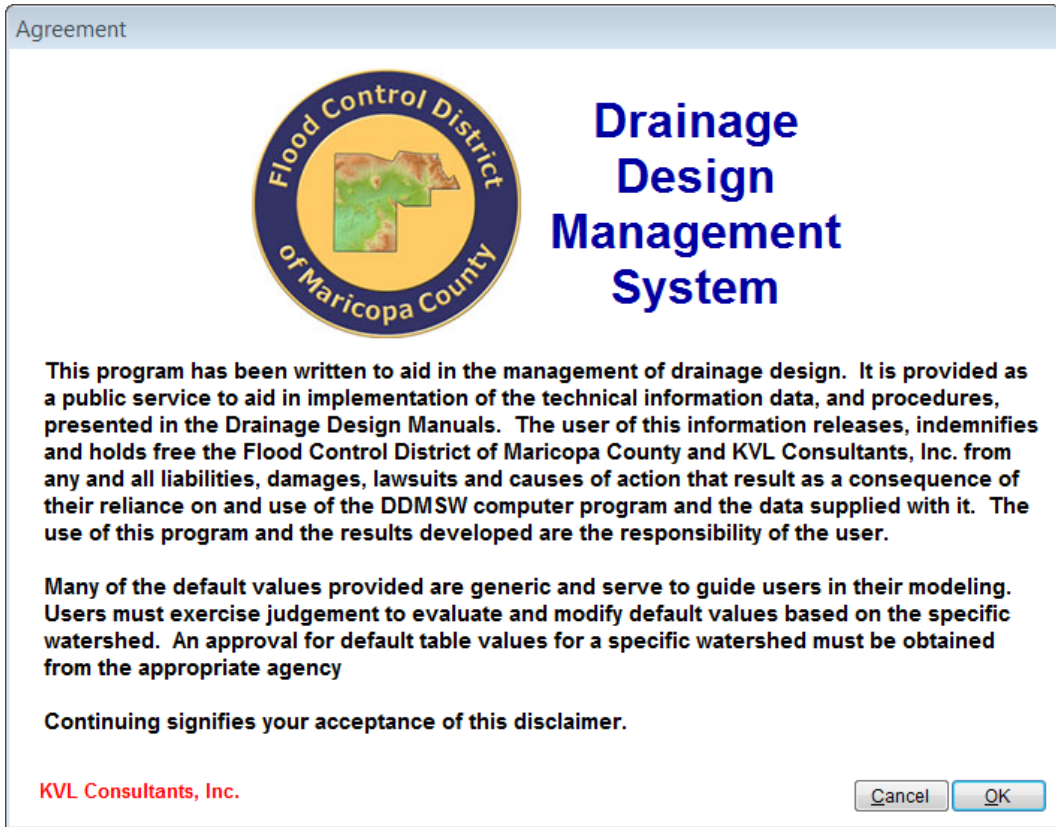 Agreement
Flood Control District
of Maricopa County
Drainage
Design
Management
System
This program has been written to aid in the management of drainage design.  It is provided as
a public service to aid in implementation of the technical information data, and procedures,
presented in the Drainage Design Manuals.  The user of this information releases, indemnifies
and holds free the Flood Control District of Maricopa County and KVL Consultants, Inc. from
any and all liabilities, damages, lawsuits and causes of action that result as a consequence of
their reliance on and use of the DDMSW computer program and the data supplied with it.  The
use of this program and the results developed are the responsibility of the user.
Many of the default values provided are generic and serve to guide users in their modeling.
Users must exercise judgement to evaluate and modify default values based on the specific
watershed.  An approval for default table values for a specific watershed must be obtained
from the appropriate agency
Continuing signifies your acceptance of this disclaimer.
KVL Consultants, Inc.
Cancel
OK